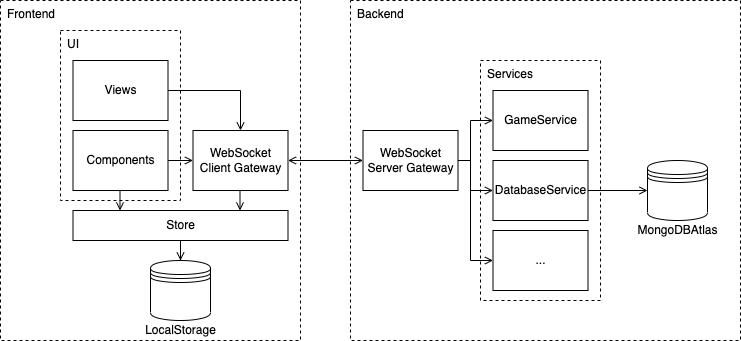 Frontend
UI
Views
Components
WebSocket
Client Gateway
Store
LocalStorage
Backend
WebSocket
Server Gateway
Services
GameService
DatabaseService
...
MongoDBAtlas